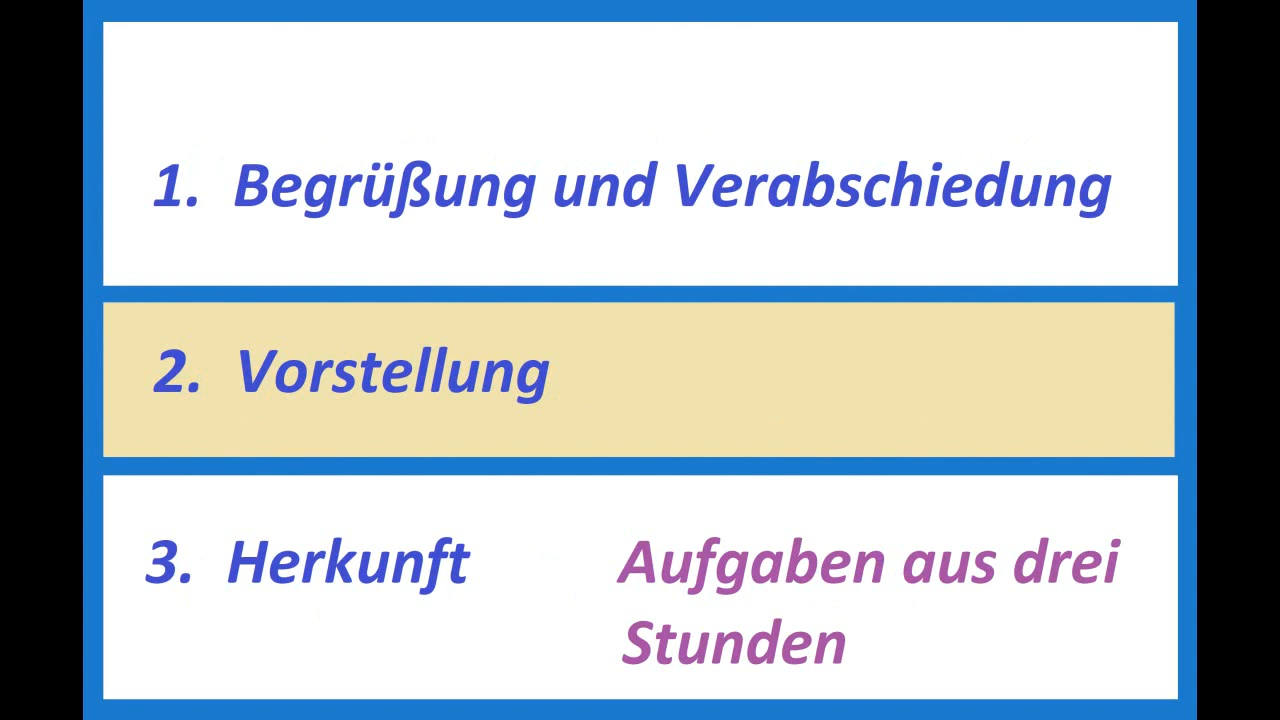 1. Begrüßung und Verabschiedung
2. Vorstellung
3. Herkunft
Aufgaben aus drei
Stunden